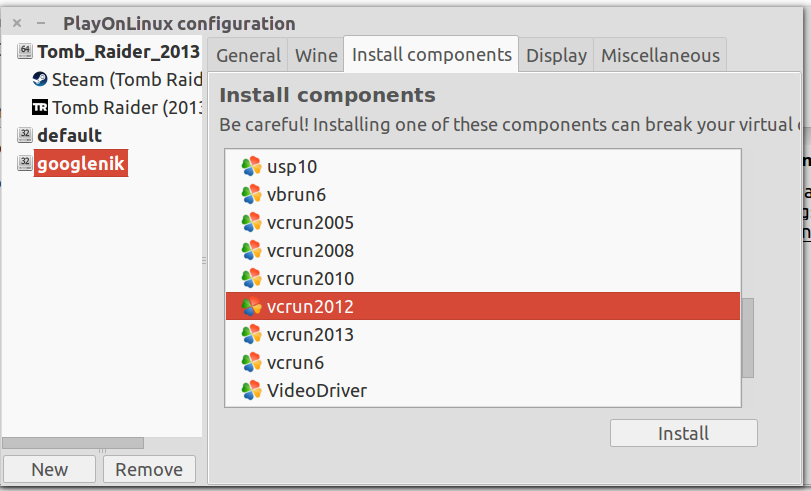 PlayOnLinux configuration
64 Tomb_Raider_2013
Steam (Tomb Raid
TR Tomb Raider (2013
32 default
32 googlenik
New Remove
General Wine Install components Display Miscellaneous
Install components
Be careful! Installing one of these components can break your virtual
usp10
vbrun6
vcrun2005
vcrun2008
vcrun2010
vcrun2012
vcrun2013
vcrun6
VideoDriver
Install